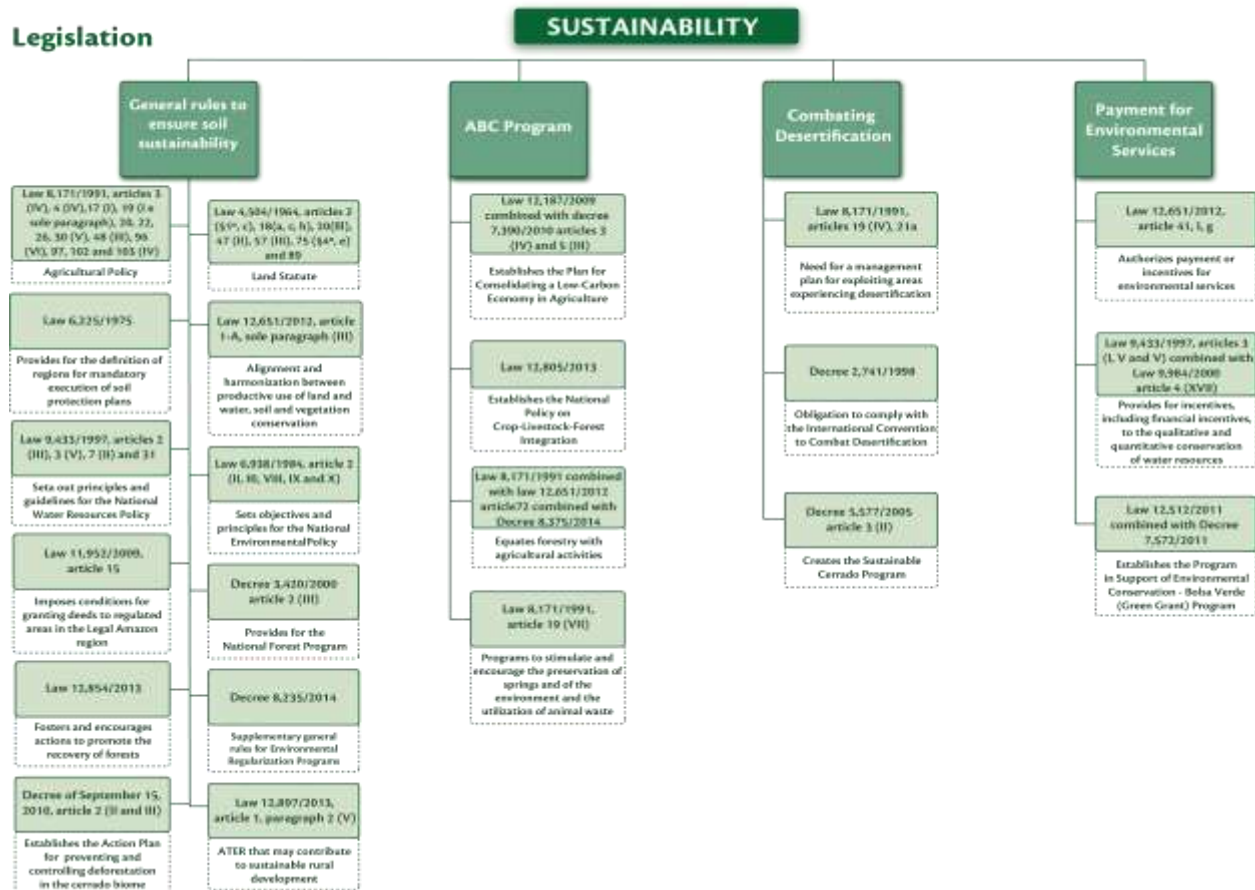 Legislation
SUSTAINABILITY
General rules to
ensure soil
sustainability
Law 8,171/1991, articles 3
(IV), 4 (IV),17 (I), 19 (i e
sole paragraph), 20, 22,
26, 30 (V), 48 (III), 96
(VI), 97, 102 and 103 (IV)
Agricultural Policy
Law 6,225/1975
Provides for the definition of
regions for mandatory
execution of soil
protection plans
Law 9,433/1997, articles 2
(III), 3 (V), 7 (II) and 31
Seta out principles and
guidelines for the National
Water Resources Policy
Law 11,952/2009,
article 15
Imposes conditions for
granting deeds to regulated
areas in the Legal Amazon
region
Law 12,854/2013
Fosters and encourages
actions to promote the
recovery of forests
Decree of September 15,
2010, article 2 (II and III)
Establishes the Action Plan
for preventing and
controlling deforestation
in the cerrado biome
Law 4,504/1964, articles 2
(§1º, c), 18(a, c, h), 20(III),
47 (II), 57 (III), 75 (§4º, e)
and 89
Land Statute
Law 12,651/2012, article
1-A, sole paragraph (III)
Alignment and
harmonization between
productive use of land and
water, soil and vegetation
conservation
Law 6,938/1984, article 2
(II, III, VIII, IX and X)
Sets objectives and
principles for the National
EnvironmentalPolicy
Decree 3,420/2000
article 2 (III)
Provides for the
National Forest Program
Decree 8,235/2014
Supplementary general
rules for Environmental
Regularization Programs
Law 12,897/2013,
article 1, paragraph 2 (V)
ATER that may contribute
to sustainable rural
development
ABC Program
Law 12,187/2009
combined with decree
7,390/2010 articles 3
(IV) and 5 (III)
Establishes the Plan for
Consolidating a Low-Carbon
Economy in Agriculture
Law 12,805/2013
Establishes the National
Policy on
Crop-Livestock-Forest
Integration
Law 8,171/1991 combined
with law 12,651/2012
article72 combined with
Decree 8,375/2014
Equates forestry with
agricultural activities
Law 8,171/1991,
article 19 (VII)
Programs to stimulate and
encourage the preservation of
springs and of the
environment and the
utilization of animal waste
Combating
Desertification
Law 8,171/1991,
articles 19 (IV), 21a
Need for a management
plan for exploiting areas
experiencing desertification
Decree 2,741/1998
Obligation to comply with
the International Convention
to Combat Desertification
Decree 5,577/2005
article 3 (II)
Creates the Sustainable
Cerrado Program
Payment for
Environmental
Services
Law 12,651/2012,
article 41, I, g
Authorizes payment or
incentives for
environmental services
Law 9,433/1997, articles 3
(I, V and V) combined with
Law 9,984/2000
article 4 (XVII)
Provides for incentives,
including financial incentives,
to the qualitative and
quantitative conservation
of water resources
Law 12,512/2011
combined with Decree
7,572/2011
Establishes the Program
in Support of Environmental
Conservation - Bolsa Verde
(Green Grant) Program